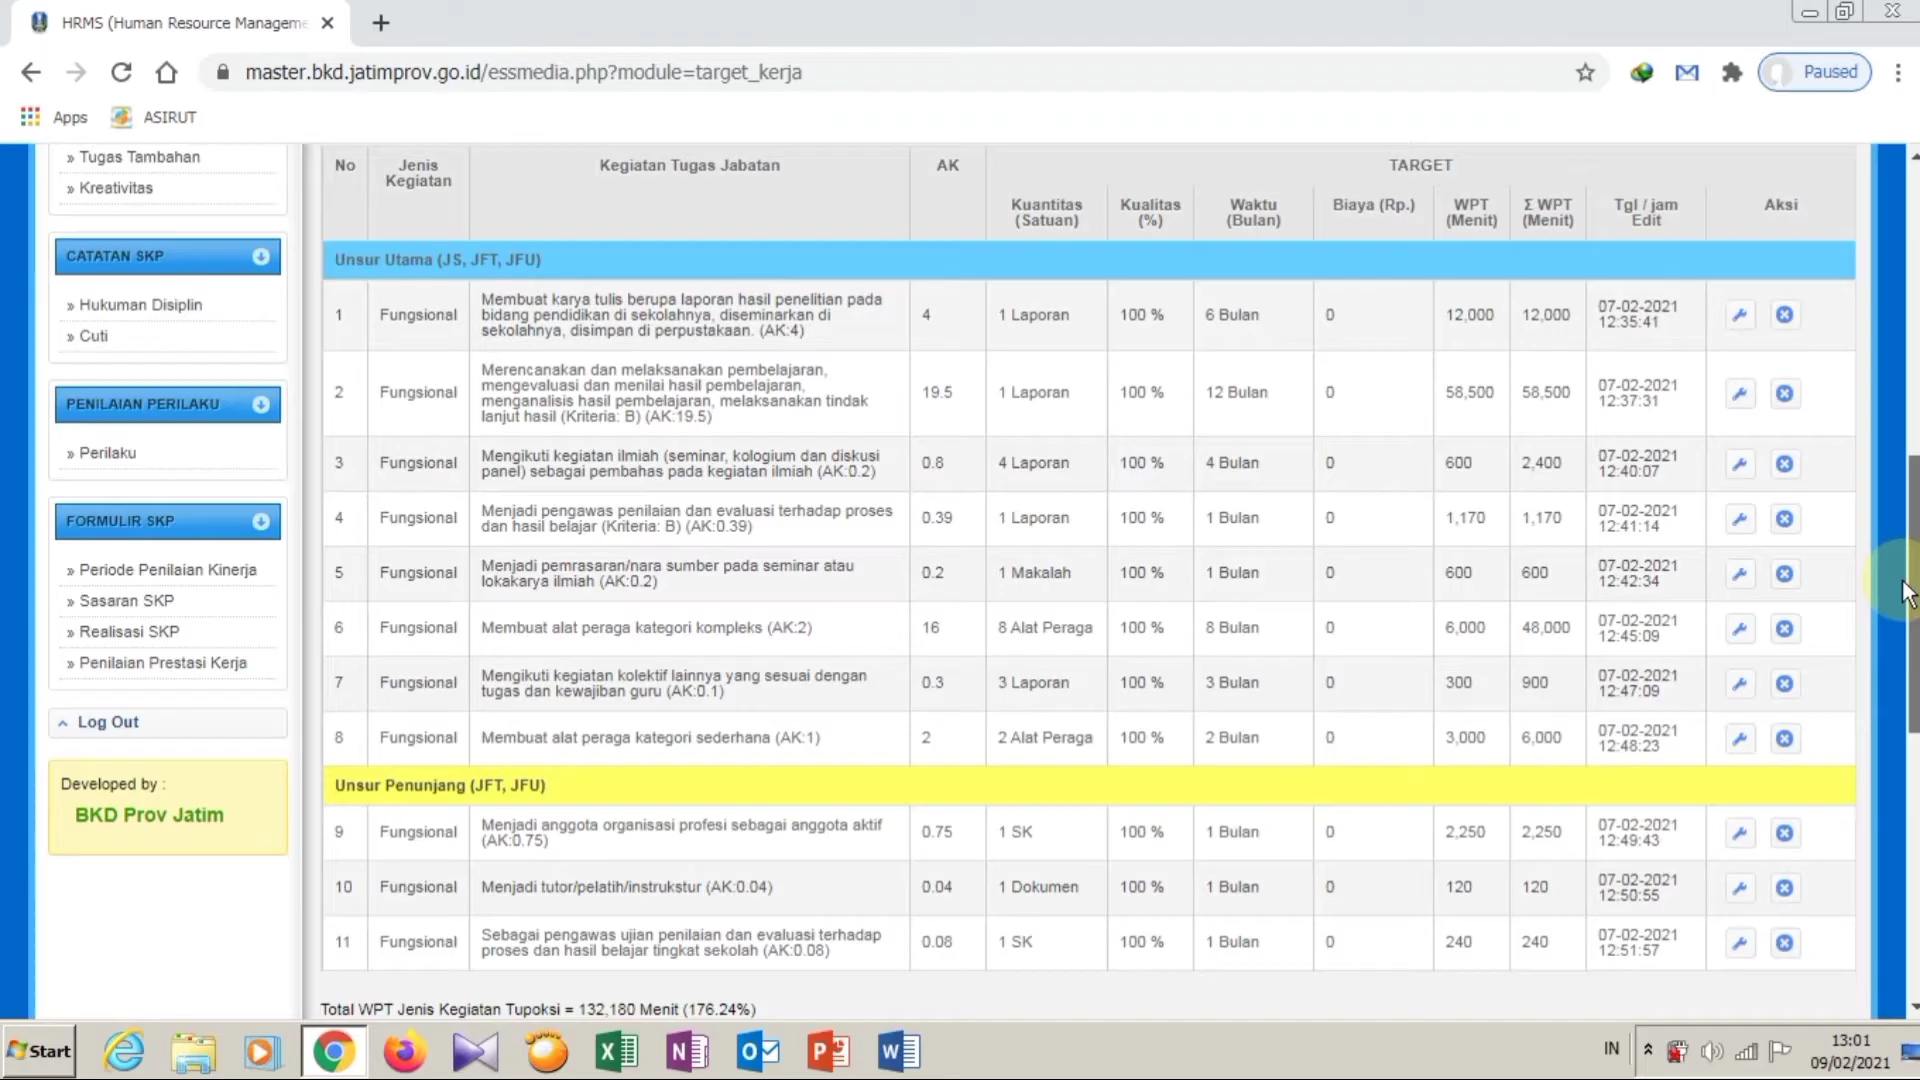 HRMS (Human Resource Manageme
master.bkd.jatimprov.go.id/essmedia.php?module=target_kerja
Paused
Apps
ASIRUT
» Tugas Tambahan
» Kreativitas
CATATAN SKP
» Hukuman Disiplin
» Cuti
PENILAIAN PERILAKU
» Perilaku
FORMULIR SKP
» Periode Penilaian Kinerja
» Sasaran SKP
» Realisasi SKP
» Penilaian Prestasi Kerja
Log Out
Developed by :
BKD Prov Jatim
No Jenis Kegiatan Kegiatan Tugas Jabatan AK TARGET
Kuantitas (Satuan) Kualitas (%) Waktu (Bulan) Biaya (Rp.) WPT (Menit) Σ WPT (Menit) Tgl / jam Edit Aksi
Unsur Utama (JS, JFT, JFU)
1 Fungsional Membuat karya tulis berupa laporan hasil penelitian pada
bidang pendidikan di sekolahnya, diseminarkan di
sekolahnya, disimpan di perpustakaan. (AK:4)
4 1 Laporan 100 % 6 Bulan 0 12,000 12,000 07-02-2021 12:35:41
2 Fungsional Merencanakan dan melaksanakan pembelajaran,
mengevaluasi dan menilai hasil pembelajaran,
menganalisis hasil pembelajaran, melaksanakan tindak
lanjut hasil (Kriteria: B) (AK:19.5)
19.5 1 Laporan 100 % 12 Bulan 0 58,500 58,500 07-02-2021 12:37:31
3 Fungsional Mengikuti kegiatan ilmiah (seminar, kologium dan diskusi
panel) sebagai pembahas pada kegiatan ilmiah (AK:0.2)
0.8 4 Laporan 100 % 4 Bulan 0 600 2,400 07-02-2021 12:40:07
4 Fungsional Menjadi pengawas penilaian dan evaluasi terhadap proses
dan hasil belajar (Kriteria: B) (AK:0.39)
0.39 1 Laporan 100 % 1 Bulan 0 1,170 1,170 07-02-2021 12:41:14
5 Fungsional Menjadi pemrasaran/nara sumber pada seminar atau
lokakarya ilmiah (AK:0.2)
0.2 1 Makalah 100 % 1 Bulan 0 600 600 07-02-2021 12:42:34
6 Fungsional Membuat alat peraga kategori kompleks (AK:2)
16 8 Alat Peraga 100 % 8 Bulan 0 6,000 48,000 07-02-2021 12:45:09
7 Fungsional Mengikuti kegiatan kolektif lainnya yang sesuai dengan
tugas dan kewajiban guru (AK:0.1)
0.3 3 Laporan 100 % 3 Bulan 0 300 900 07-02-2021 12:47:09
8 Fungsional Membuat alat peraga kategori sederhana (AK:1)
2 2 Alat Peraga 100 % 2 Bulan 0 3,000 6,000 07-02-2021 12:48:23
Unsur Penunjang (JFT, JFU)
9 Fungsional Menjadi anggota organisasi profesi sebagai anggota aktif
(AK:0.75)
0.75 1 SK 100 % 1 Bulan 0 2,250 2,250 07-02-2021 12:49:43
10 Fungsional Menjadi tutor/pelatih/instrukstur (AK:0.04)
0.04 1 Dokumen 100 % 1 Bulan 0 120 120 07-02-2021 12:50:55
11 Fungsional Sebagai pengawas ujian penilaian dan evaluasi terhadap
proses dan hasil belajar tingkat sekolah (AK:0.08)
0.08 1 SK 100 % 1 Bulan 0 240 240 07-02-2021 12:51:57
Total WPT Jenis Kegiatan Tupoksi = 132,180 Menit (176.24%)
Start
IN
13:01
09/02/2021